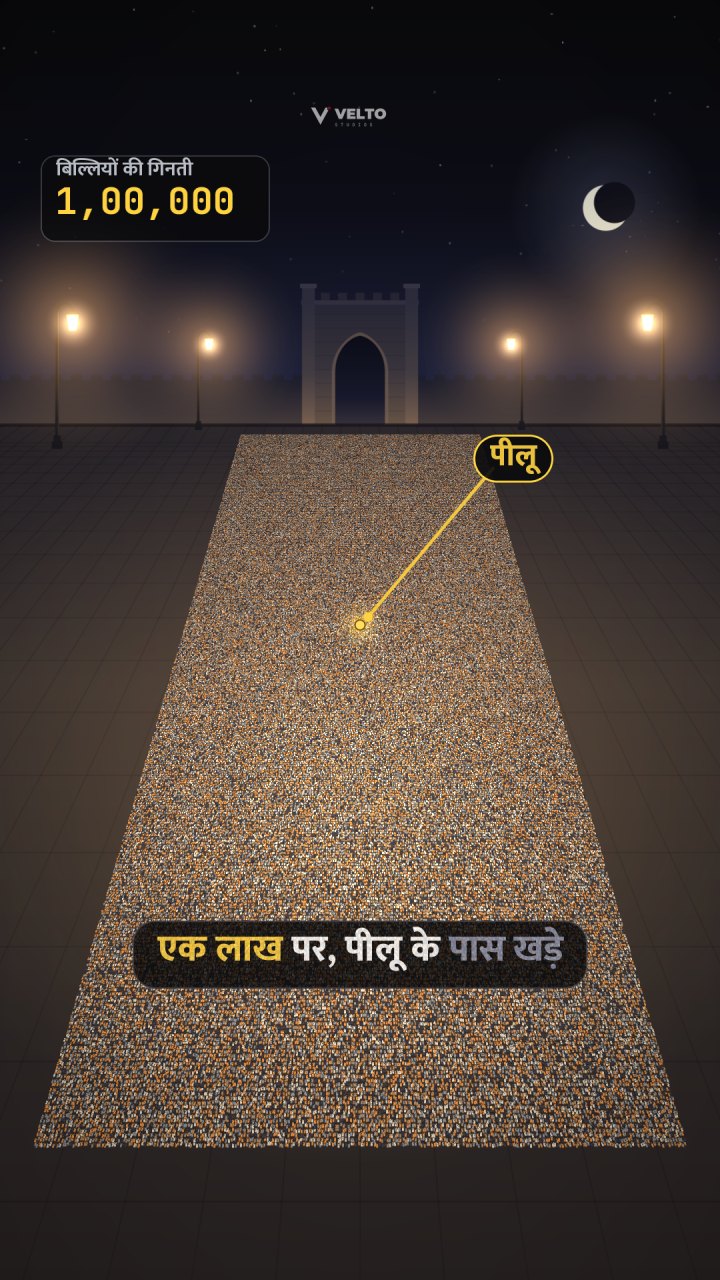 VELTO
STUDIOS
बिल्लियों की गिनती
1,00,000
पीलू
एक लाख पर, पीलू के पास खड़े